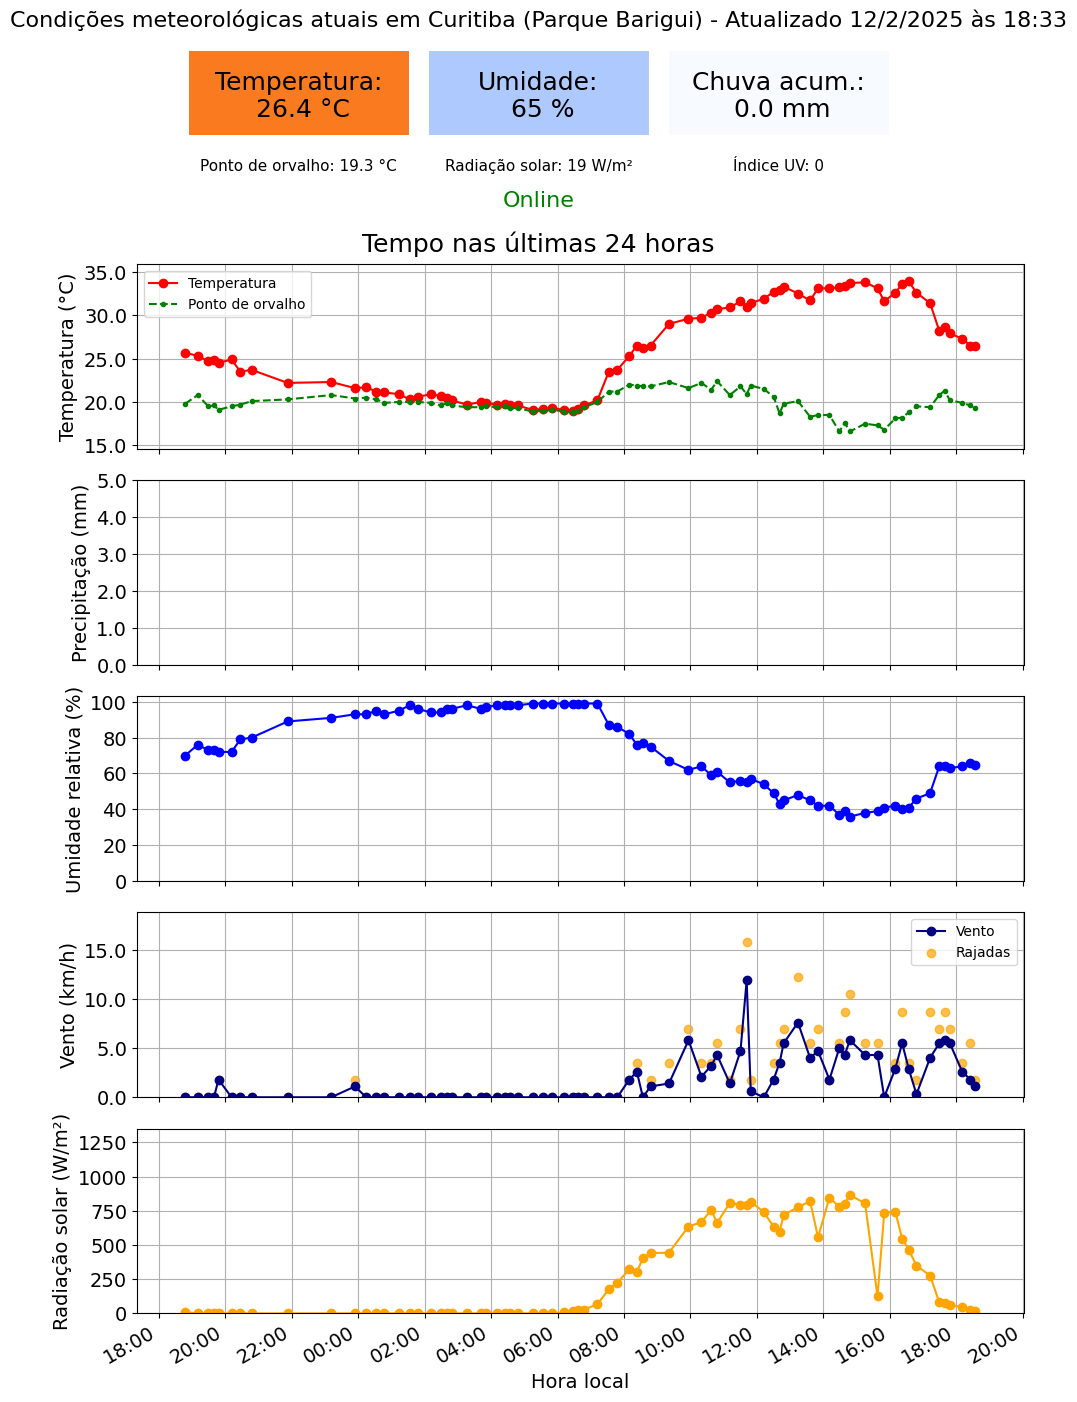 Condições meteorológicas atuais em Curitiba (Parque Barigui) - Atualizado 12/2/2025 às 18:33
Temperatura:
26.4 °C
Umidade:
65 %
Chuva acum.:
0.0 mm
Ponto de orvalho: 19.3 °C
Radiação solar: 19 W/m²
Índice UV: 0
Online
Tempo nas últimas 24 horas
Temperatura (°C)
35.0
30.0
25.0
20.0
15.0
Temperatura
Ponto de orvalho
Precipitação (mm)
5.0
4.0
3.0
2.0
1.0
0.0
Umidade relativa (%)
100
80
60
40
20
0
Vento (km/h)
15.0
10.0
5.0
0.0
Vento
Rajadas
Radiação solar (W/m²)
1250
1000
750
500
250
0
18:00
20:00
22:00
00:00
02:00
04:00
06:00
08:00
10:00
12:00
14:00
16:00
18:00
20:00
Hora local